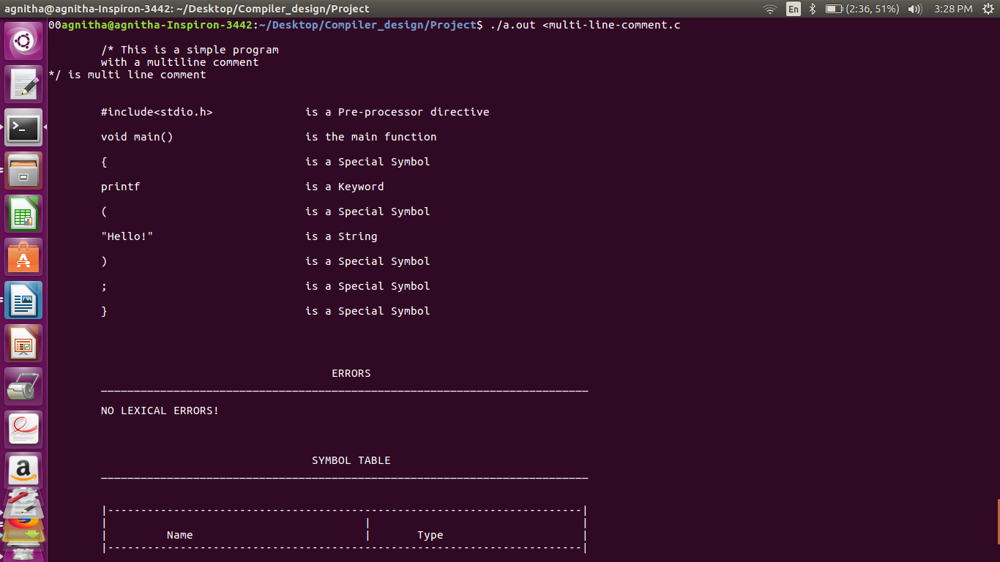 agnitha@agnitha-Inspiron-3442: ~/Desktop/Compiler_design/Project En (2:36, 51%) 3:28 PM
00agnitha@agnitha-Inspiron-3442:~/Desktop/Compiler_design/Project$ ./a.out <multi-line-comment.c
/* This is a simple program
with a multiline comment
*/ is multi line comment
#include<stdio.h> is a Pre-processor directive
void main() is the main function
{ is a Special Symbol
printf is a Keyword
( is a Special Symbol
"Hello!" is a String
) is a Special Symbol
; is a Special Symbol
} is a Special Symbol
ERRORS
__________________________________________________________________________
NO LEXICAL ERRORS!
SYMBOL TABLE
__________________________________________________________________________
|------------------------------------------------------------------------|
| | |
| Name | Type |
|------------------------------------------------------------------------|